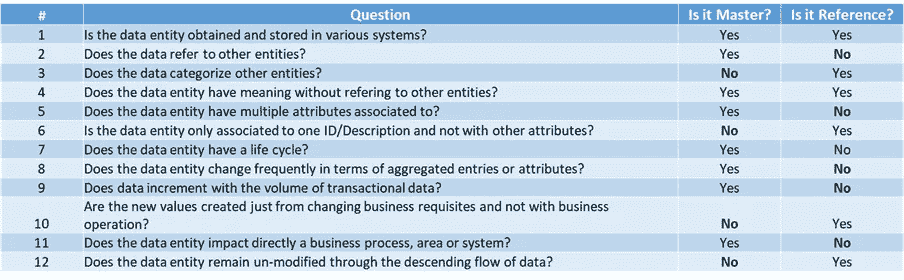 # Question Is it Master? Is it Reference?
1 Is the data entity obtained and stored in various systems? Yes Yes
2 Does the data refer to other entities? Yes No
3 Does the data categorize other entities? No Yes
4 Does the data entity have meaning without refering to other entities? Yes Yes
5 Does the data entity have multiple attributes associated to? Yes No
6 Is the data entity only associated to one ID/Description and not with other attributes? No Yes
7 Does the data entity have a life cycle? Yes No
8 Does the data entity change frequently in terms of aggregated entries or attributes? Yes No
9 Does data increment with the volume of transactional data? Yes No
Are the new values created just from changing business requisites and not with business
10 operation? No Yes
11 Does the data entity impact directly a business process, area or system? Yes No
12 Does the data entity remain un-modified through the descending flow of data? No Yes